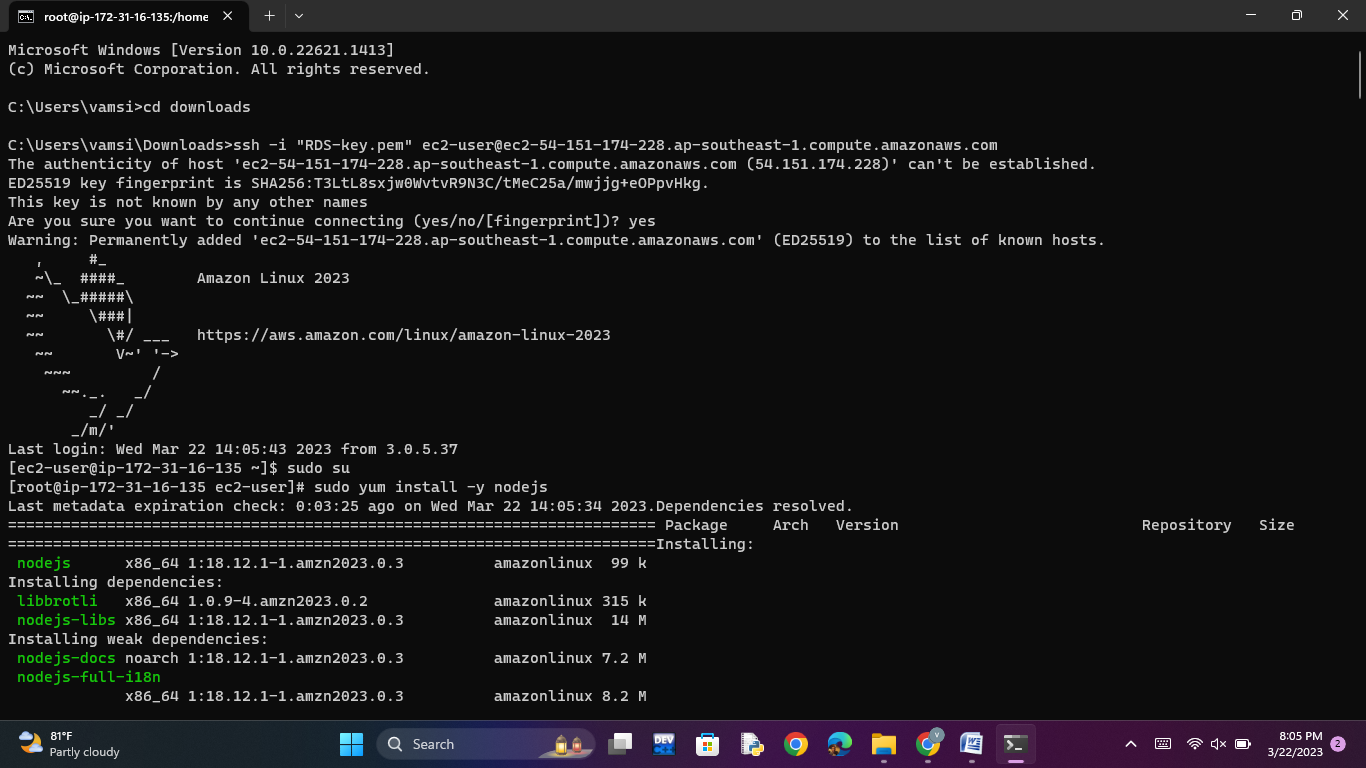 root@ip-172-31-16-135:/home
Microsoft Windows [Version 10.0.22621.1413]
(c) Microsoft Corporation. All rights reserved.
C:\Users\vamsi>cd downloads
C:\Users\vamsi\Downloads>ssh -i "RDS-key.pem" ec2-user@ec2-54-151-174-228.ap-southeast-1.compute.amazonaws.com
The authenticity of host 'ec2-54-151-174-228.ap-southeast-1.compute.amazonaws.com (54.151.174.228)' can't be established.
ED25519 key fingerprint is SHA256:T3LtL8sxjw0WvtvR9N3C/tMeC25a/mwjjg+eOPpvHkg.
This key is not known by any other names
Are you sure you want to continue connecting (yes/no/[fingerprint])? yes
Warning: Permanently added 'ec2-54-151-174-228.ap-southeast-1.compute.amazonaws.com' (ED25519) to the list of known hosts.
   ,     #_
   ~\_  ####_        Amazon Linux 2023
  ~~  \_#####\
  ~~     \###|
  ~~       \#/ ___   https://aws.amazon.com/linux/amazon-linux-2023
   ~~       V~' '->
    ~~~         /
      ~~._.   _/
         _/ _/
       _/m/'
Last login: Wed Mar 22 14:05:43 2023 from 3.0.5.37
[ec2-user@ip-172-31-16-135 ~]$ sudo su
[root@ip-172-31-16-135 ec2-user]# sudo yum install -y nodejs
Last metadata expiration check: 0:03:25 ago on Wed Mar 22 14:05:34 2023.Dependencies resolved.
======================================================================== Package     Arch   Version                           Repository   Size
========================================================================Installing:
 nodejs      x86_64 1:18.12.1-1.amzn2023.0.3          amazonlinux  99 k
Installing dependencies:
 libbrotli   x86_64 1.0.9-4.amzn2023.0.2              amazonlinux 315 k
 nodejs-libs x86_64 1:18.12.1-1.amzn2023.0.3          amazonlinux  14 M
Installing weak dependencies:
 nodejs-docs noarch 1:18.12.1-1.amzn2023.0.3          amazonlinux 7.2 M
 nodejs-full-i18n
             x86_64 1:18.12.1-1.amzn2023.0.3          amazonlinux 8.2 M
81°F
Partly cloudy
Search
DEV
V
8:05 PM
3/22/2023
2